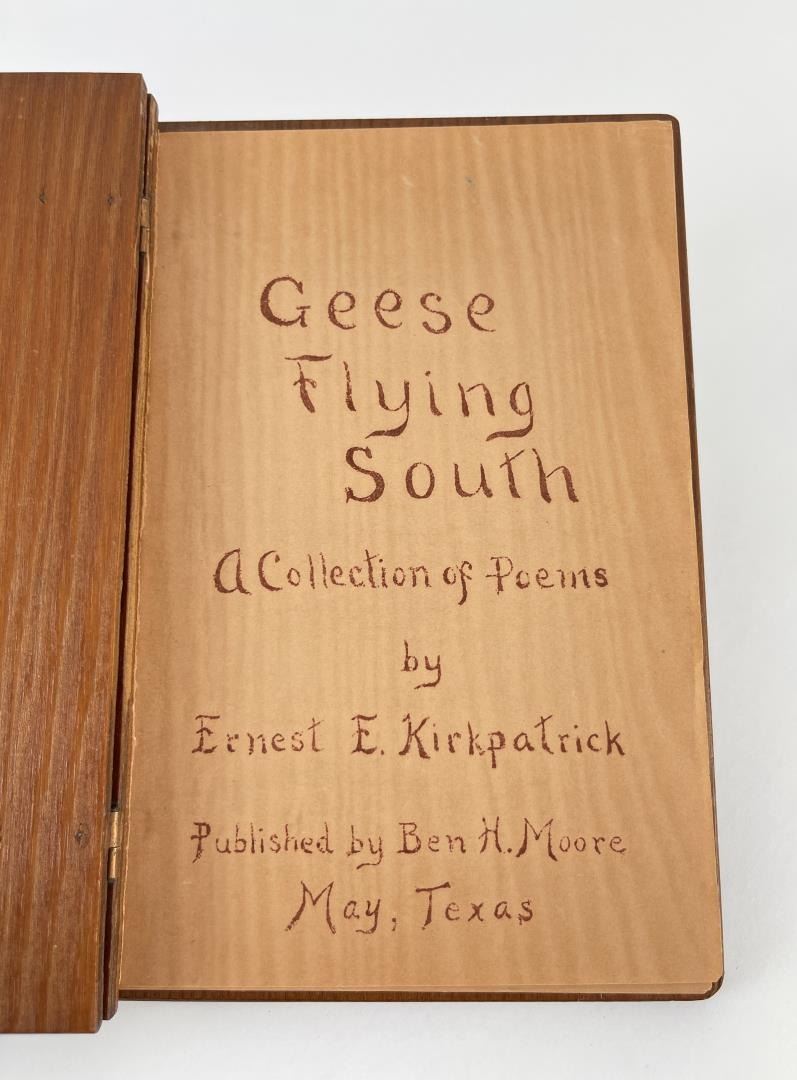 Geese
Flying
South
A Collection of Poems
by
Ernest E. Kirkpatrick
Published by Ben H. Moore
May, Texas